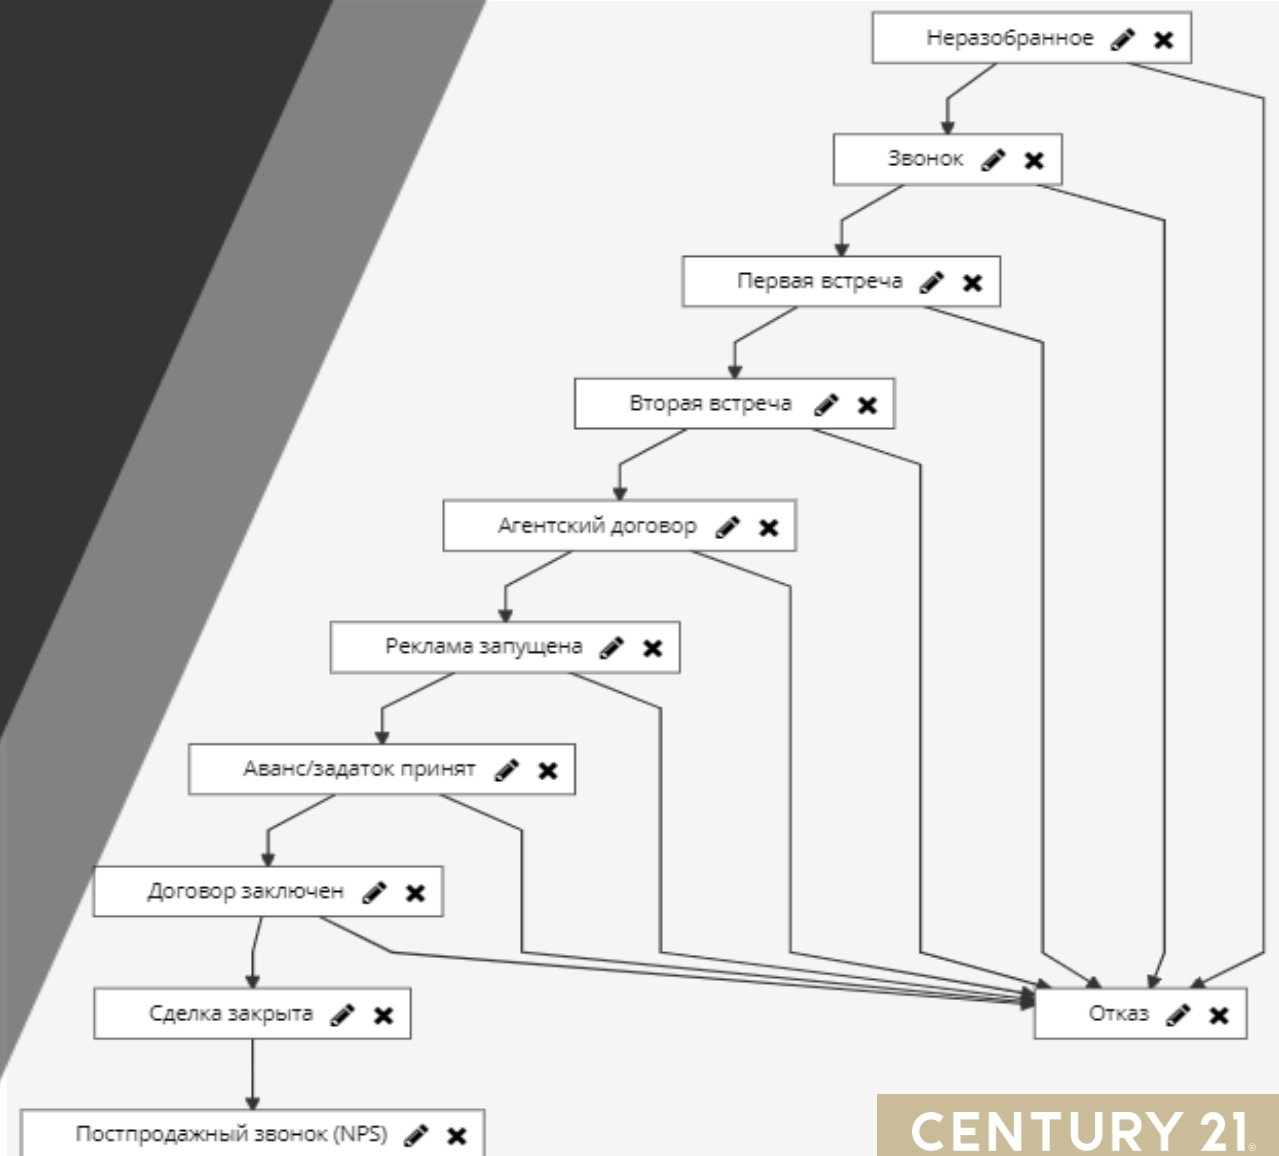 Неразобранное
Звонок
Первая встреча
Вторая встреча
Агентский договор
Реклама запущена
Аванс/задаток принят
Договор заключен
Сделка закрыта
Отказ
Постпродажный звонок (NPS)
CENTURY 21®